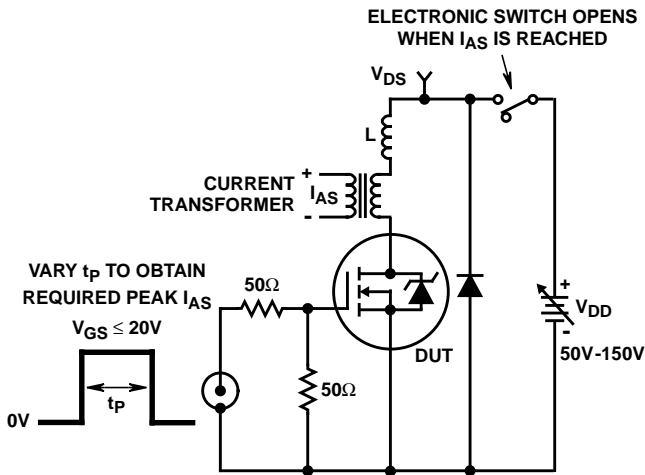 ELECTRONIC SWITCH OPENS
WHEN IAS IS REACHED
VDS
L
+
CURRENT
TRANSFORMER
IAS
-
VARY tP TO OBTAIN
REQUIRED PEAK IAS
50Ω
VGS ≤ 20V
+
VDD
-
DUT
50V-150V
50Ω
0V
tP